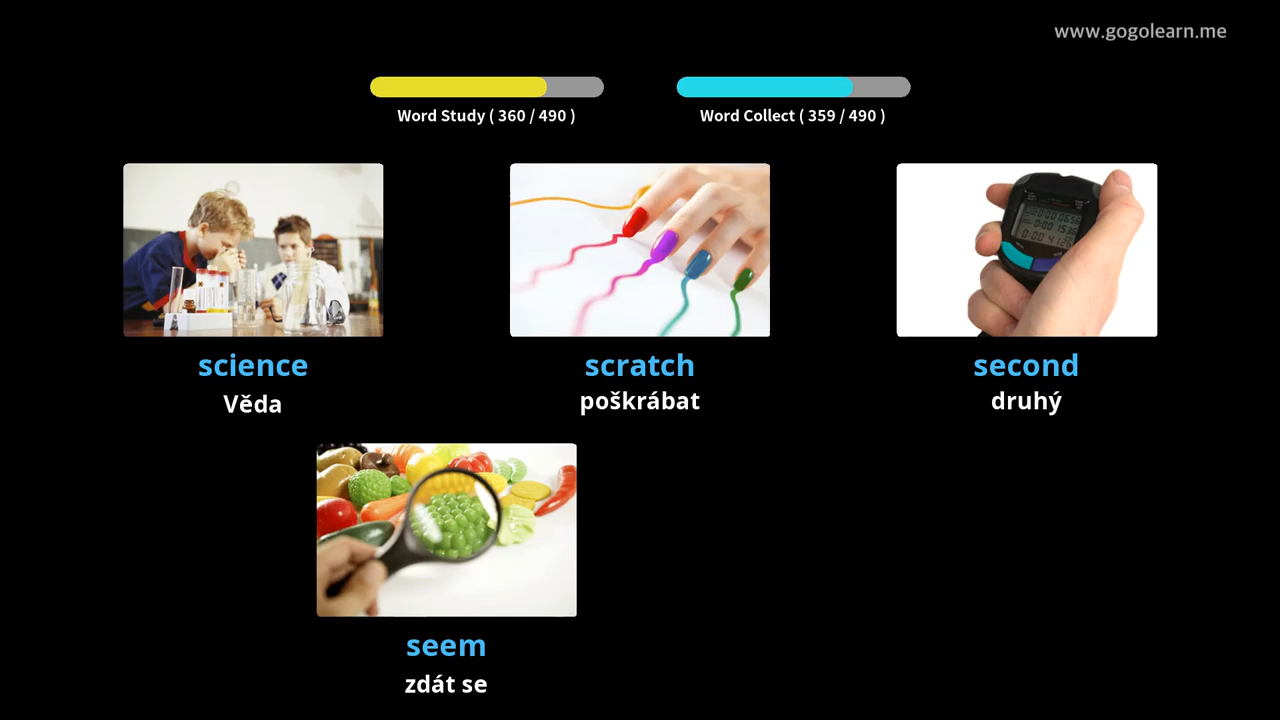 www.gogolearn.me
Word Study ( 360 / 490 )
Word Collect ( 359 / 490 )
science
Věda
scratch
poškrábat
second
druhý
seem
zdát se